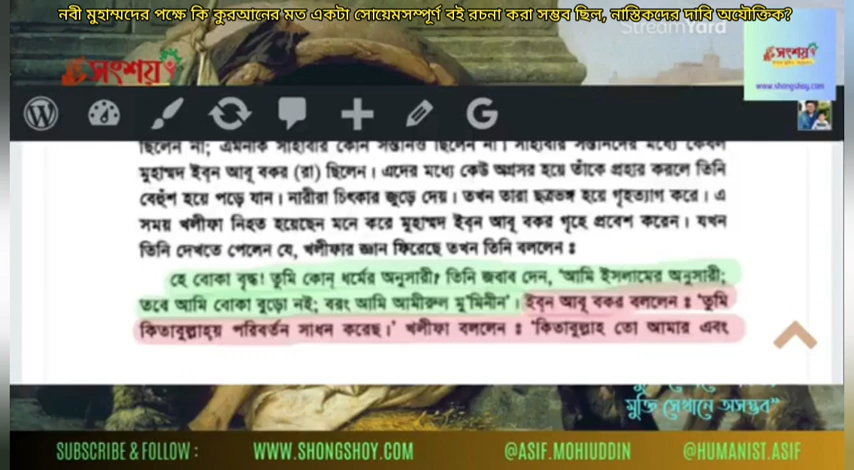 নবী মুহাম্মদের পক্ষে কি কুরআনের মত একটা সোয়েমসম্পূর্ণ বই রচনা করা সম্ভব ছিল, নাস্তিকদের দাবি অযৌক্তিক?
StreamYard
সংশয়
সংশয়
www.shongshoy.com
ছিলেন না; এমনকি সাহাবার কোন সন্তানও ছিলেন না। সাহাবার সন্তানদের মধ্যে কেবল
মুহাম্মদ ইব্ন আবূ বকর (রা) ছিলেন। এদের মধ্যে কেউ অগ্রসর হয়ে তাঁকে প্রহার করলে তিনি
বেহুঁশ হয়ে পড়ে যান। নারীরা চিৎকার জুড়ে দেয়। তখন তারা ছত্রভঙ্গ হয়ে গৃহত্যাগ করে। এ
সময় খলীফা নিহত হয়েছেন মনে করে মুহাম্মদ ইব্ন আবূ বকর গৃহে প্রবেশ করেন। যখন
তিনি দেখতে পেলেন যে, খলীফার জ্ঞান ফিরেছে তখন তিনি বললেন ঃ
হে বোকা বৃদ্ধ! তুমি কোন্ ধর্মের অনুসারী? তিনি জবাব দেন, 'আমি ইসলামের অনুসারী;
তবে আমি বোকা বুড়ো নই; বরং আমি আমীরুল মু'মিনীন'। ইব্ন আবূ বকর বললেন ঃ 'তুমি
কিতাবুল্লাহ্য় পরিবর্তন সাধন করেছ।' খলীফা বললেন ঃ 'কিতাবুল্লাহ তো আমার এবং
মুক্তি সেখানে অসম্ভব”
SUBSCRIBE & FOLLOW : WWW.SHONGSHOY.COM @ASIF.MOHIUDDIN @HUMANIST.ASIF